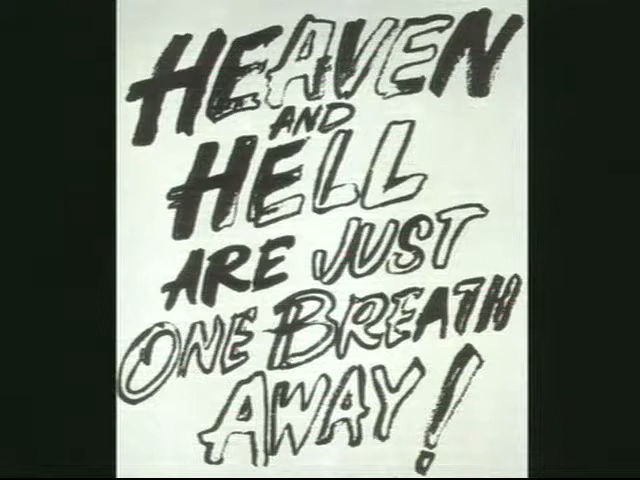 HEAVEN
AND
HELL
ARE JUST
ONE BREATH
AWAY!